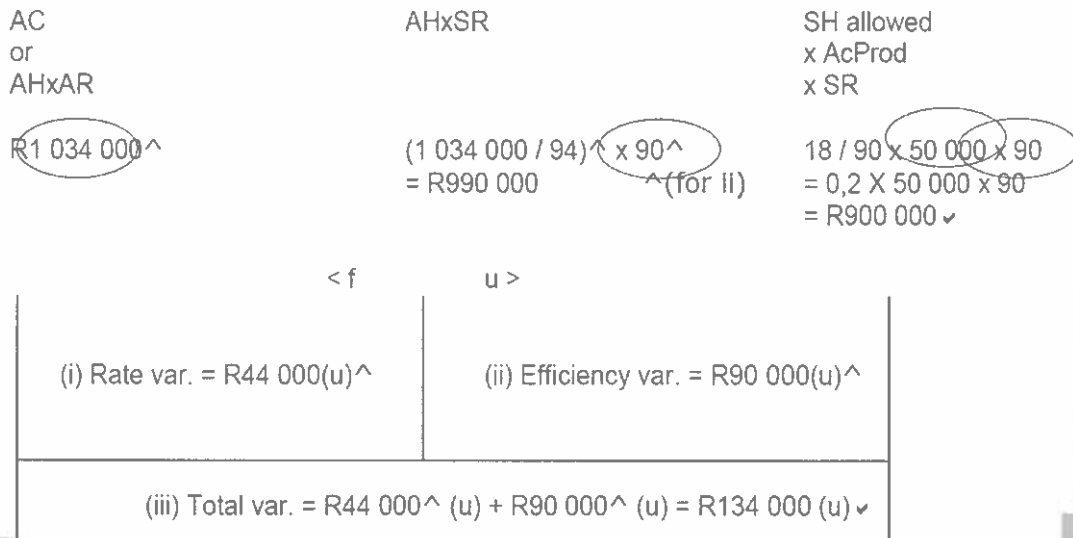 AC
or
AHxAR
AHxSR
SH allowed
x AcProd
x SR
R1 034 000^
(1 034 000 / 94)^ x 90^
= R990 000 ^(for ii)
18 / 90 x 50 000 x 90
= 0,2 X 50 000 x 90
= R900 000 ✓
< f u >
(i) Rate var. = R44 000(u)^
(ii) Efficiency var. = R90 000(u)^
(iii) Total var. = R44 000^ (u) + R90 000^ (u) = R134 000 (u) ✓